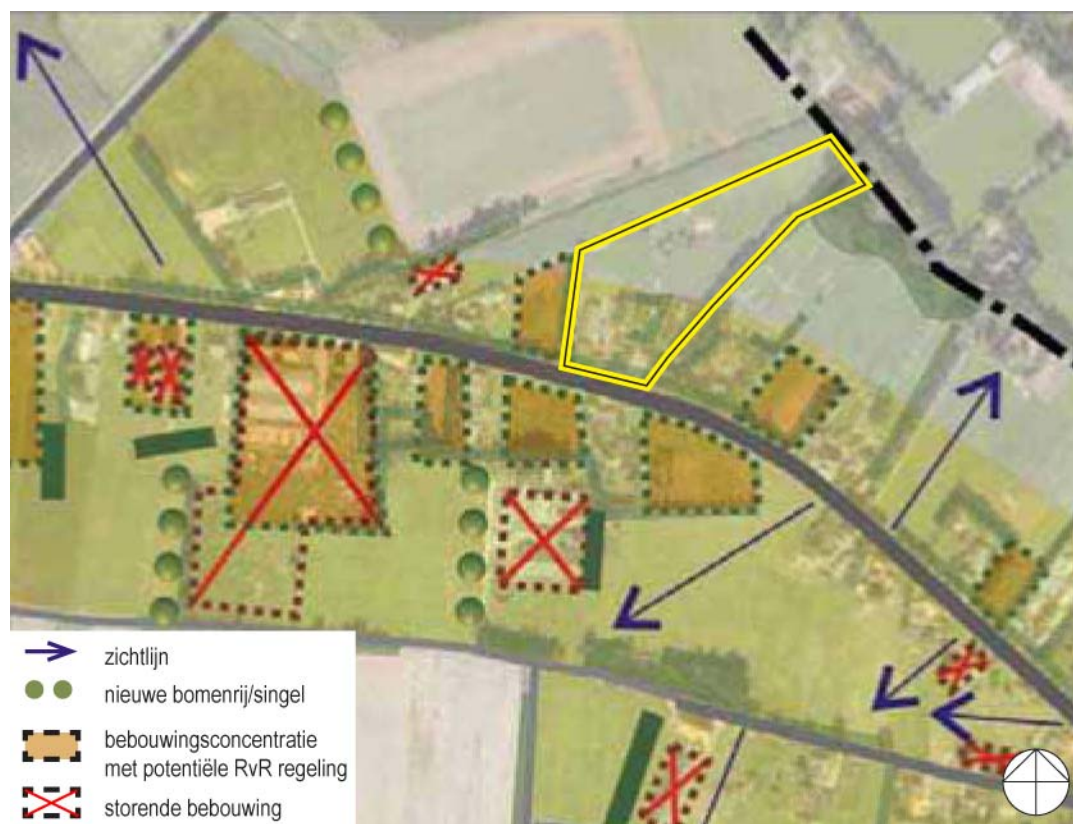 zichtlijn
nieuwe bomenrij/singel
bebouwingsconcentratie
met potentiële RvR regeling
storende bebouwing